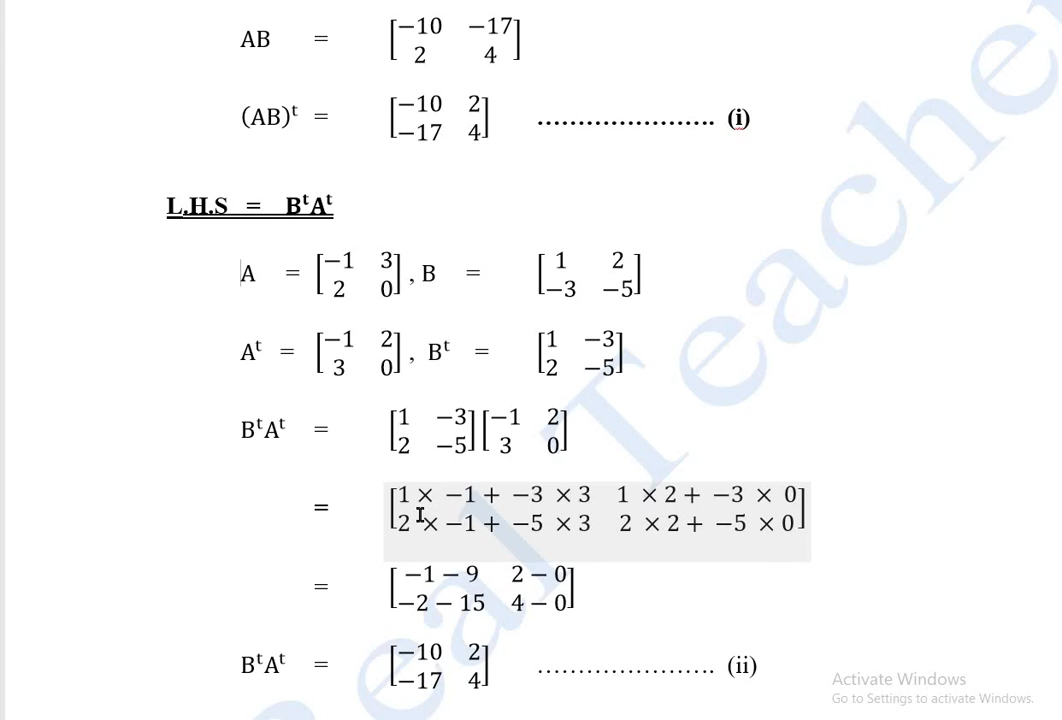 AB = [−10 −17
2 4]
(AB)ᵗ = [−10 2
−17 4] ...................... (i)
L.H.S = BᵗAᵗ
A = [−1 3
2 0] , B = [1 2
−3 −5]
Aᵗ = [−1 2
3 0] , Bᵗ = [1 −3
2 −5]
BᵗAᵗ = [1 −3
2 −5] [−1 2
3 0]
= [1 × −1 + −3 × 3 1 × 2 + −3 × 0
2 × −1 + −5 × 3 2 × 2 + −5 × 0]
= [−1 − 9 2 − 0
−2 − 15 4 − 0]
BᵗAᵗ = [−10 2
−17 4] ...................... (ii)
Teacher
Activate Windows
Go to Settings to activate Windows.